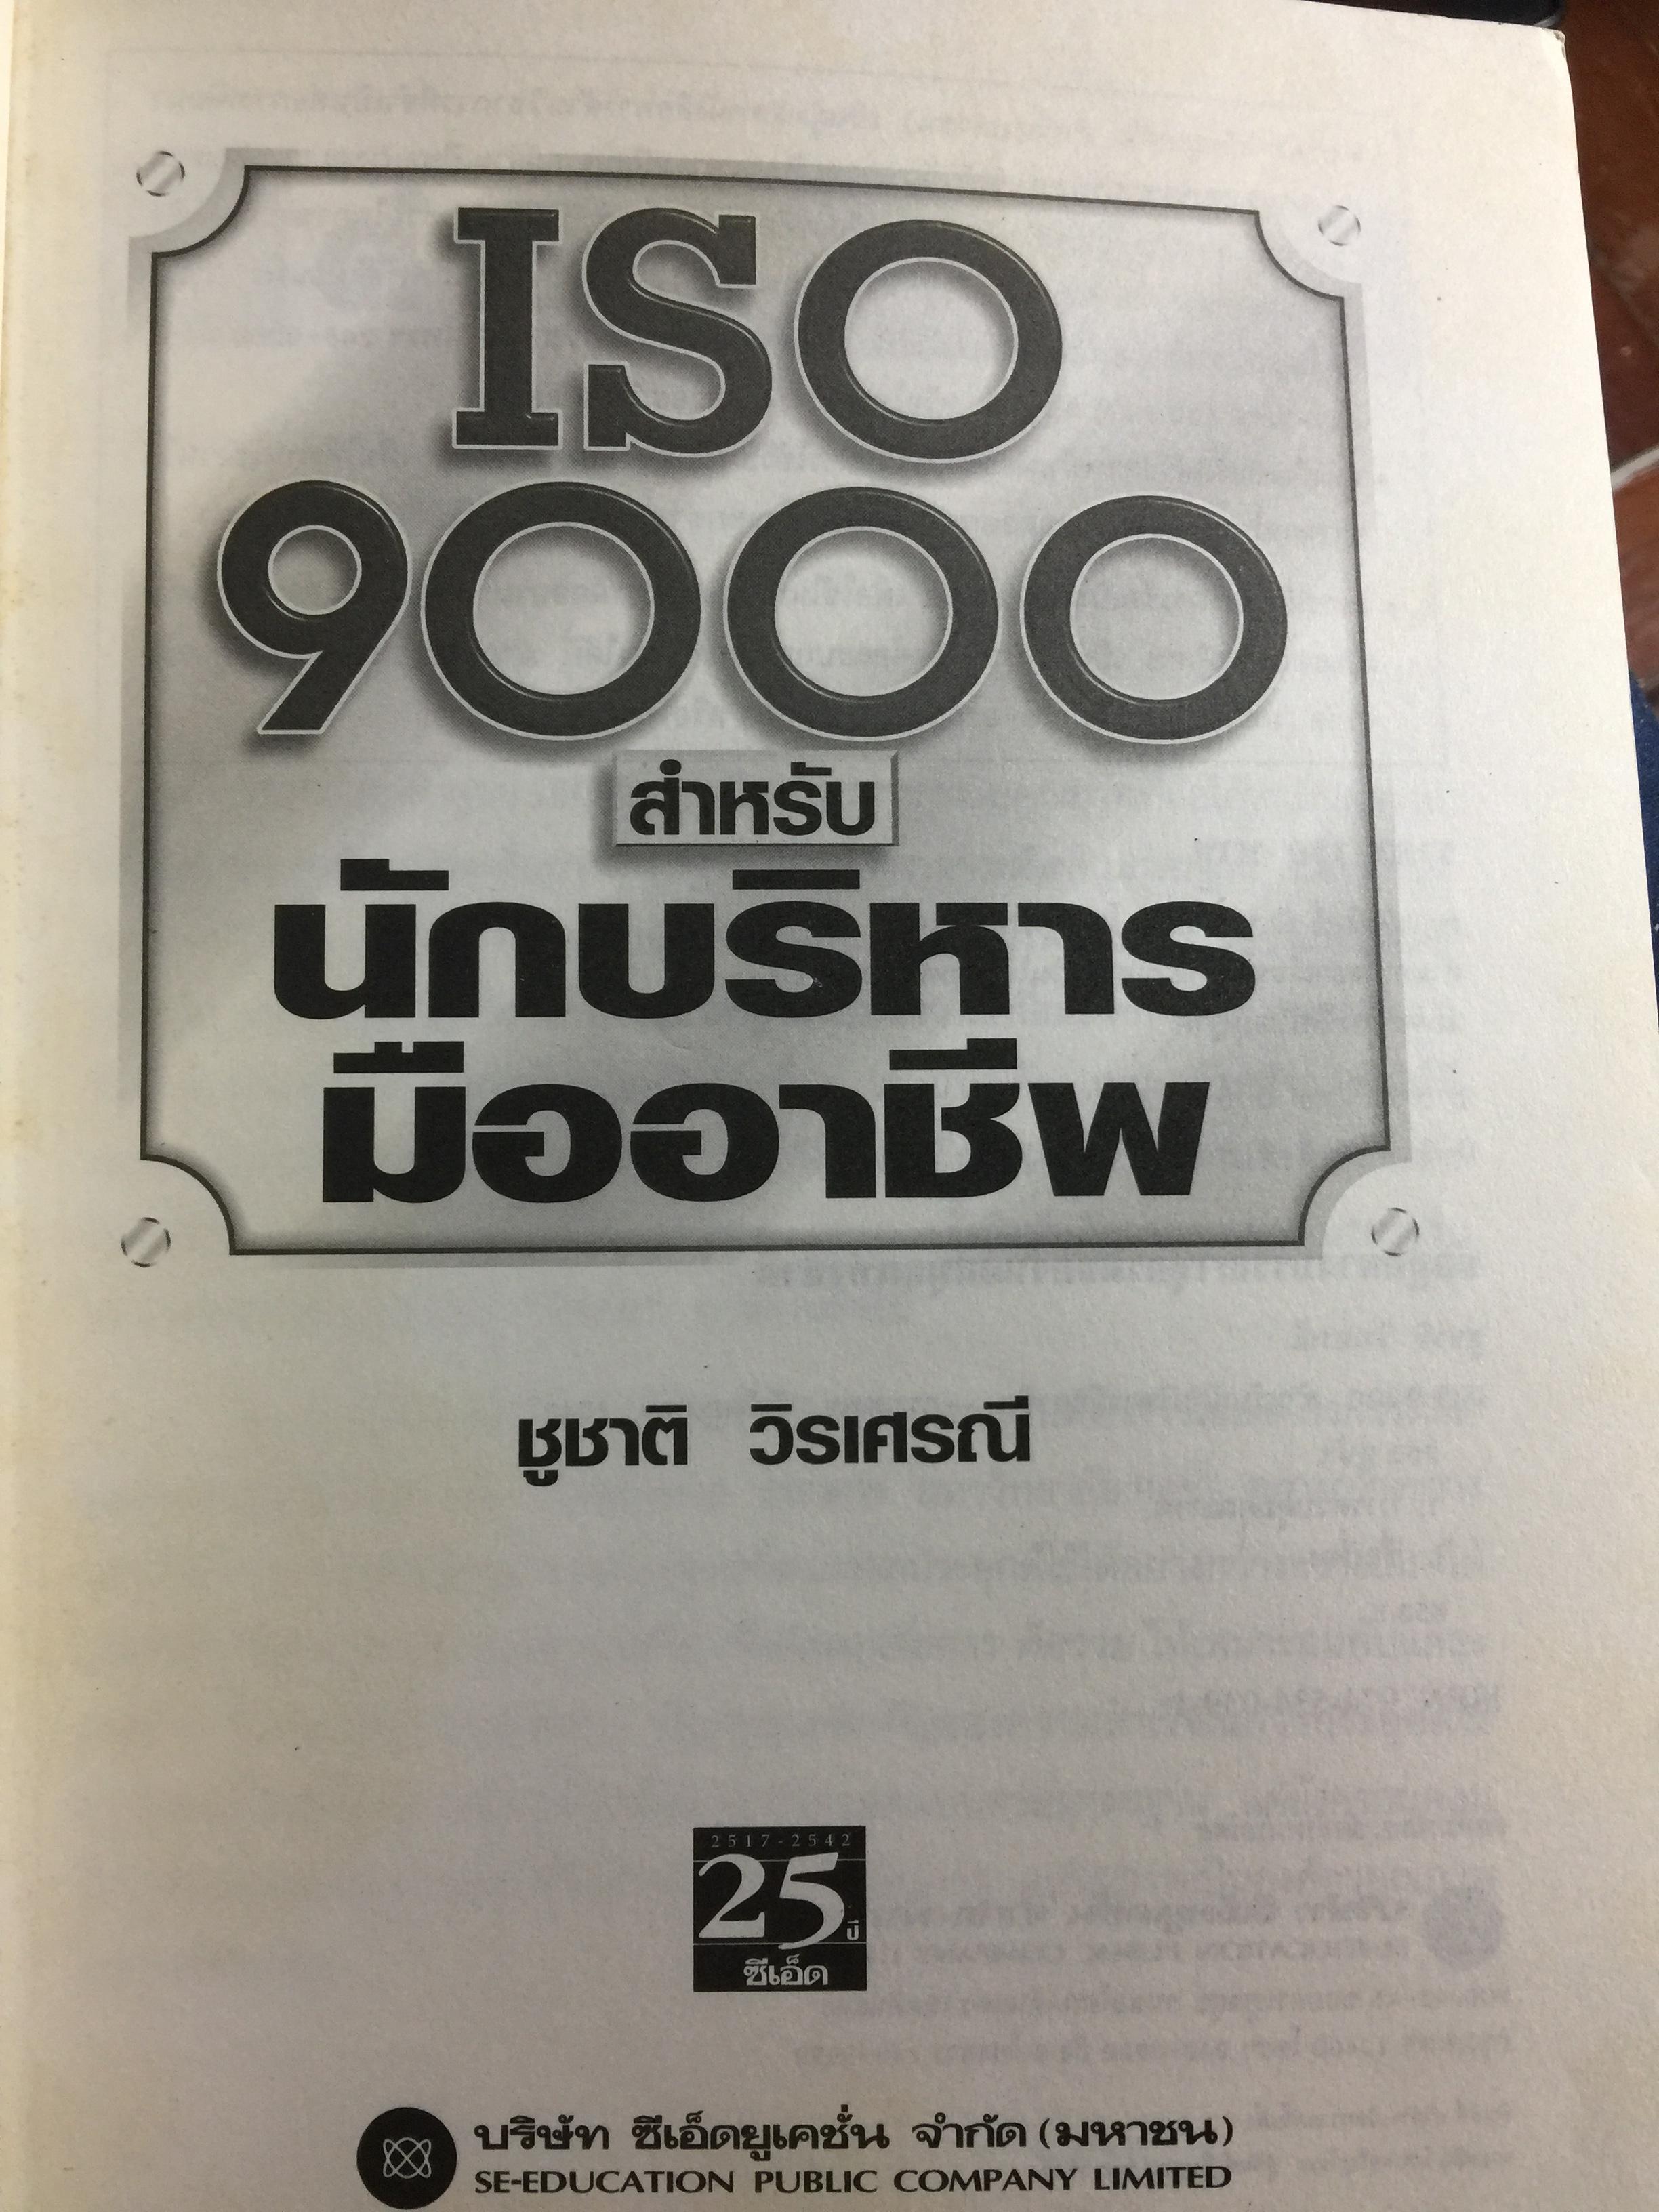 ISO
9000
สำหรับ
นักบริหาร
มืออาชีพ
ชูชาติ วิรเศรณี
2517-2542
25 ปี
ซีเอ็ด
บริษัท ซีเอ็ดยูเคชั่น จำกัด (มหาชน)
SE-EDUCATION PUBLIC COMPANY LIMITED